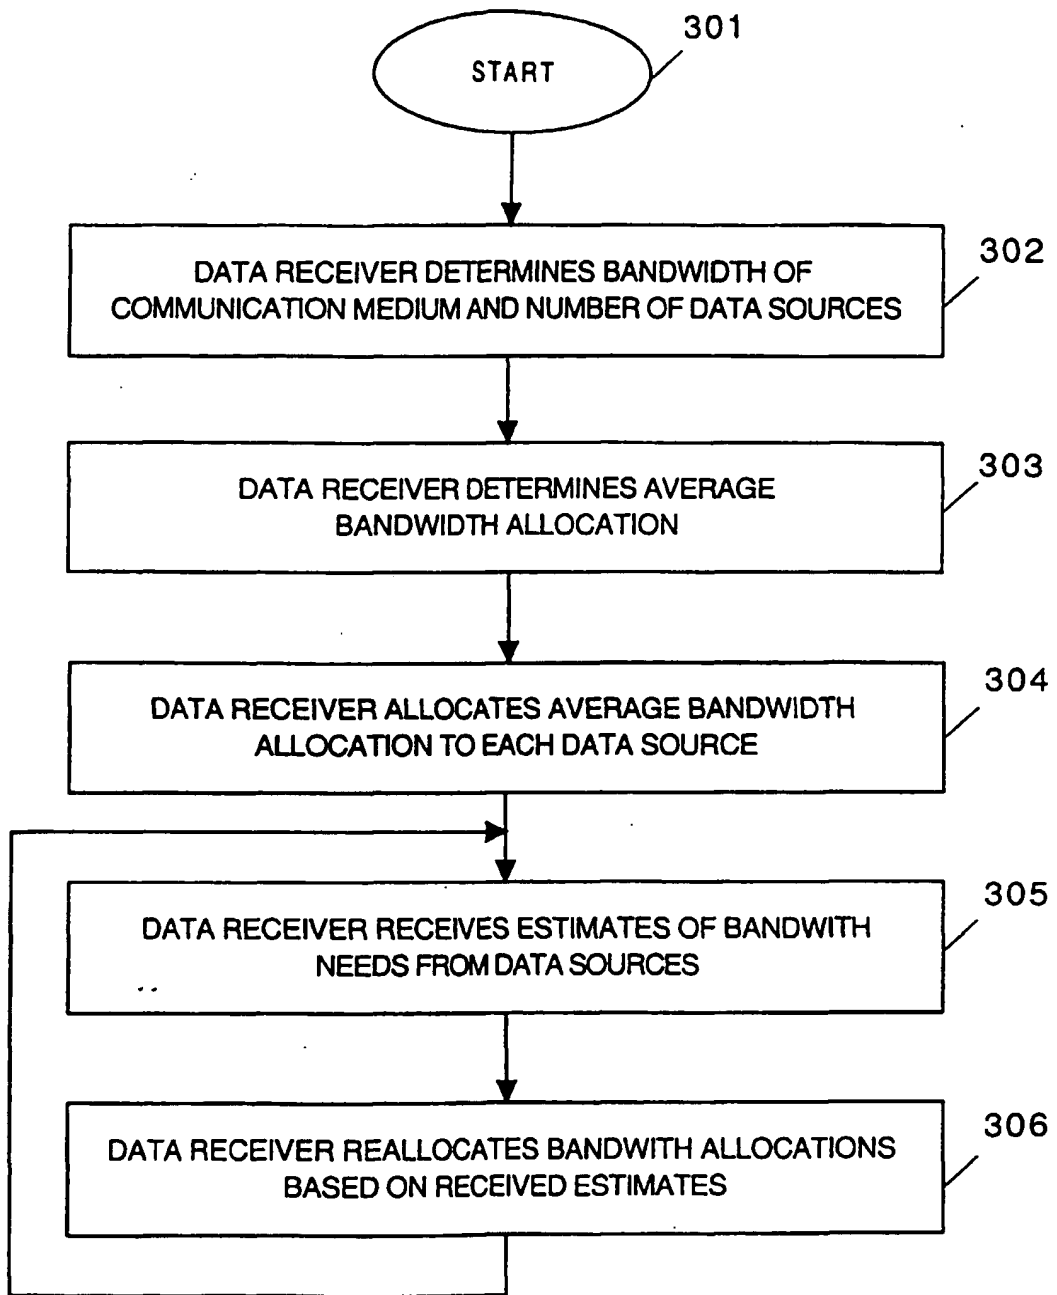 301
START
302
DATA RECEIVER DETERMINES BANDWIDTH OF
COMMUNICATION MEDIUM AND NUMBER OF DATA SOURCES
303
DATA RECEIVER DETERMINES AVERAGE
BANDWIDTH ALLOCATION
304
DATA RECEIVER ALLOCATES AVERAGE BANDWIDTH
ALLOCATION TO EACH DATA SOURCE
305
DATA RECEIVER RECEIVES ESTIMATES OF BANDWITH
NEEDS FROM DATA SOURCES
306
DATA RECEIVER REALLOCATES BANDWITH ALLOCATIONS
BASED ON RECEIVED ESTIMATES